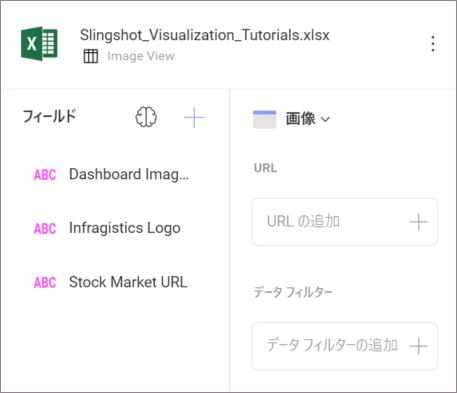 Slingshot_Visualization_Tutorials.xlsx
Image View
フィールド
ABC Dashboard Imag...
ABC Infragistics Logo
ABC Stock Market URL
画像
URL
URL の追加
データ フィルター
データ フィルターの追加